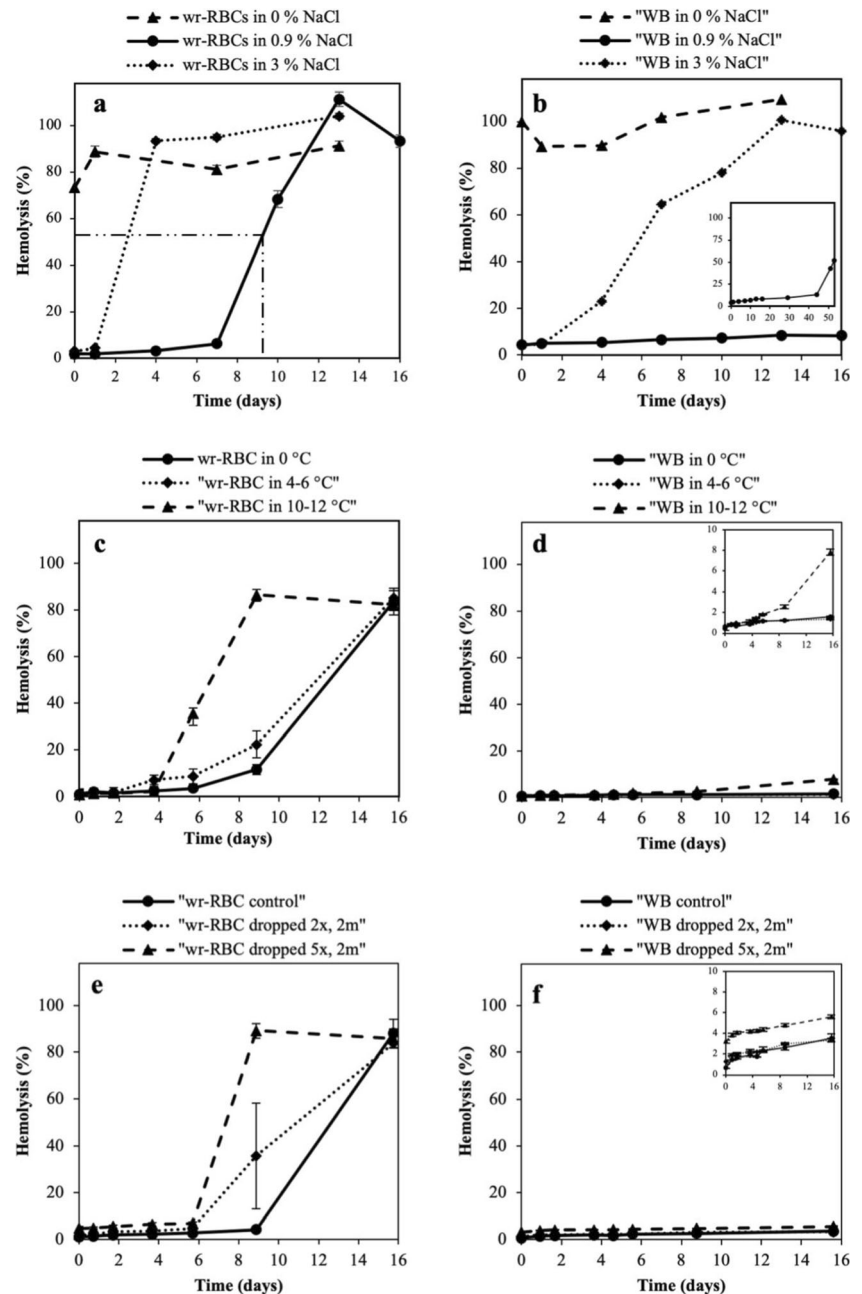 wr-RBCs in 0 % NaCl
wr-RBCs in 0.9 % NaCl
wr-RBCs in 3 % NaCl
a
Hemolysis (%)
100
80
60
40
20
0
0 2 4 6 8 10 12 14 16
Time (days)
"WB in 0 % NaCl"
"WB in 0.9 % NaCl"
"WB in 3 % NaCl"
b
Hemolysis (%)
100
80
60
40
20
0
0 2 4 6 8 10 12 14 16
Time (days)
100
75
50
25
0
0 10 20 30 40 50
wr-RBC in 0 °C
"wr-RBC in 4-6 °C"
"wr-RBC in 10-12 °C"
c
Hemolysis (%)
100
80
60
40
20
0
0 2 4 6 8 10 12 14 16
Time (days)
"WB in 0 °C"
"WB in 4-6 °C"
"WB in 10-12 °C"
d
Hemolysis (%)
100
80
60
40
20
0
0 2 4 6 8 10 12 14 16
Time (days)
10
8
6
4
2
0
0 2 4 6 8 10 12 14 16
"wr-RBC control"
"wr-RBC dropped 2x, 2m"
"wr-RBC dropped 5x, 2m"
e
Hemolysis (%)
100
80
60
40
20
0
0 2 4 6 8 10 12 14 16
Time (days)
"WB control"
"WB dropped 2x, 2m"
"WB dropped 5x, 2m"
f
Hemolysis (%)
100
80
60
40
20
0
0 2 4 6 8 10 12 14 16
Time (days)
10
8
6
4
2
0
0 2 4 6 8 10 12 14 16